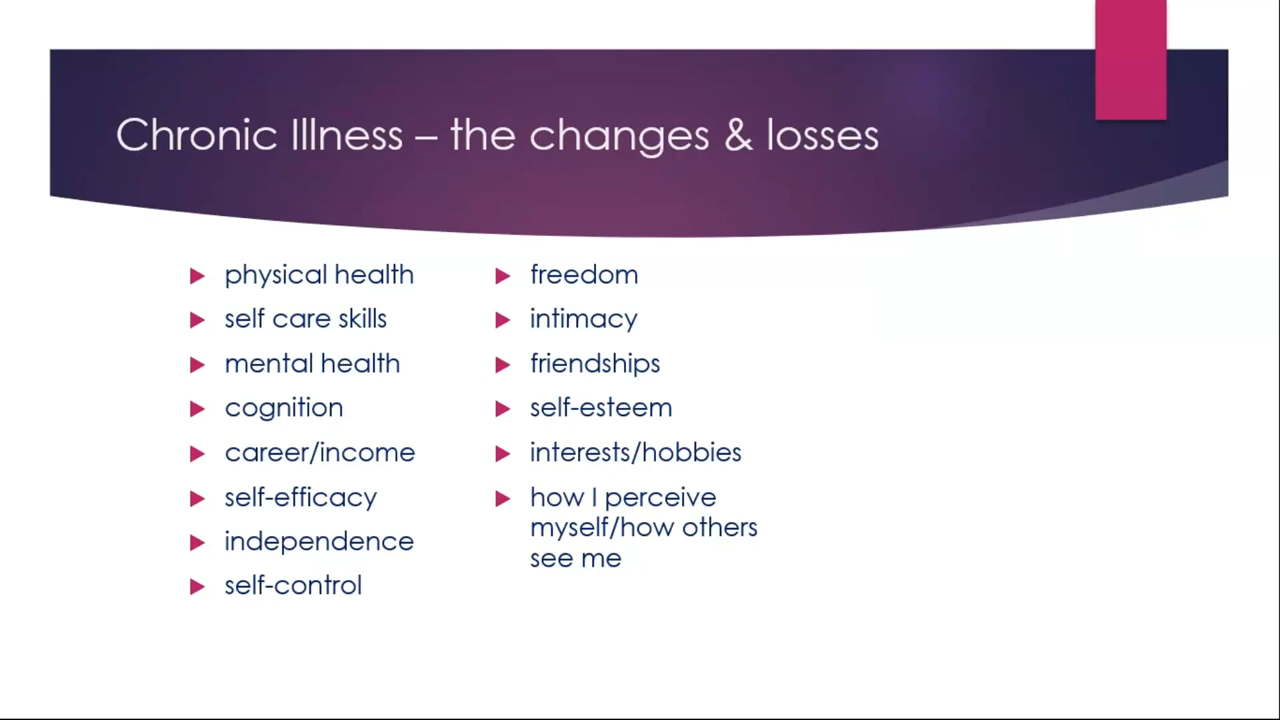 Chronic Illness – the changes & losses
physical health
self care skills
mental health
cognition
career/income
self-efficacy
independence
self-control
freedom
intimacy
friendships
self-esteem
interests/hobbies
how I perceive
myself/how others
see me